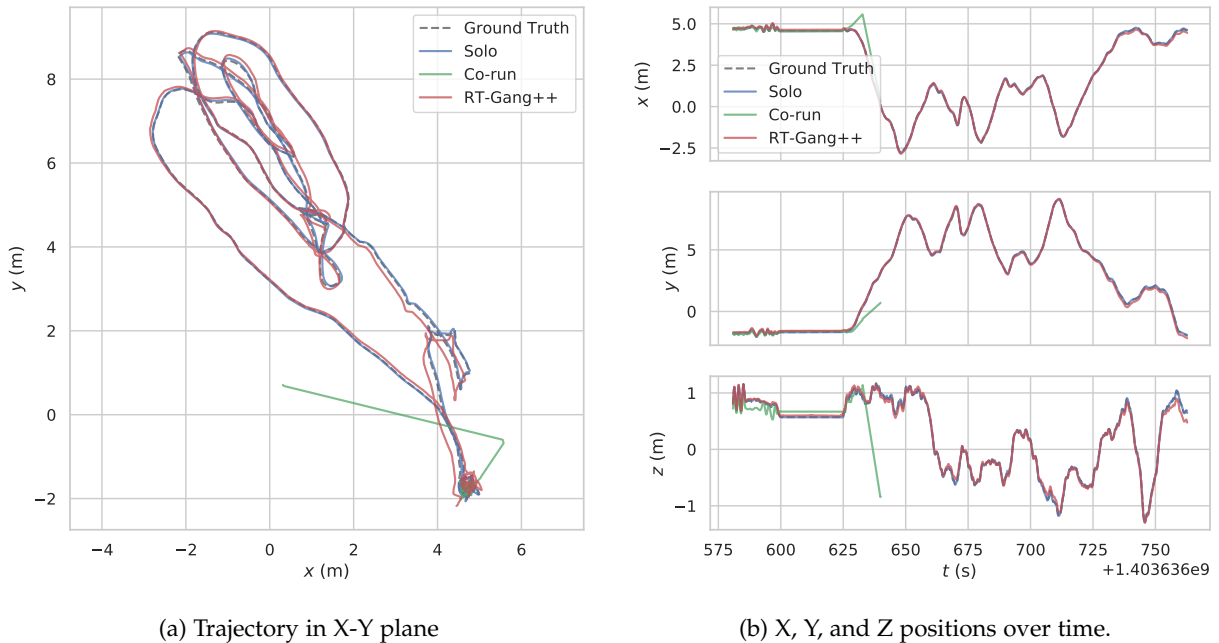 Ground Truth
Solo
Co-run
RT-Gang++
8
6
4
2
0
−2
y (m)
−4
−2
0
2
4
6
x (m)
(a) Trajectory in X-Y plane
5.0
2.5
0.0
−2.5
x (m)
Ground Truth
Solo
Co-run
RT-Gang++
5
0
y (m)
1
0
−1
z (m)
575
600
625
650
675
700
725
750
t (s)
+1.403636e9
(b) X, Y, and Z positions over time.